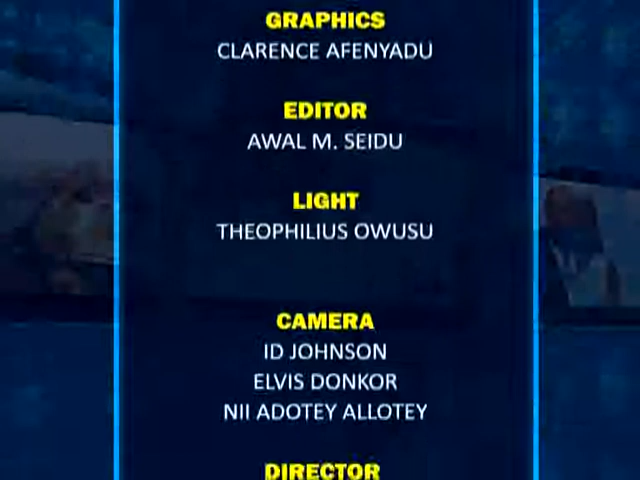 GRAPHICS
CLARENCE AFENYADU
EDITOR
AWAL M. SEIDU
LIGHT
THEOPHILIUS OWUSU
CAMERA
ID JOHNSON
ELVIS DONKOR
NII ADOTEY ALLOTEY
DIRECTOR